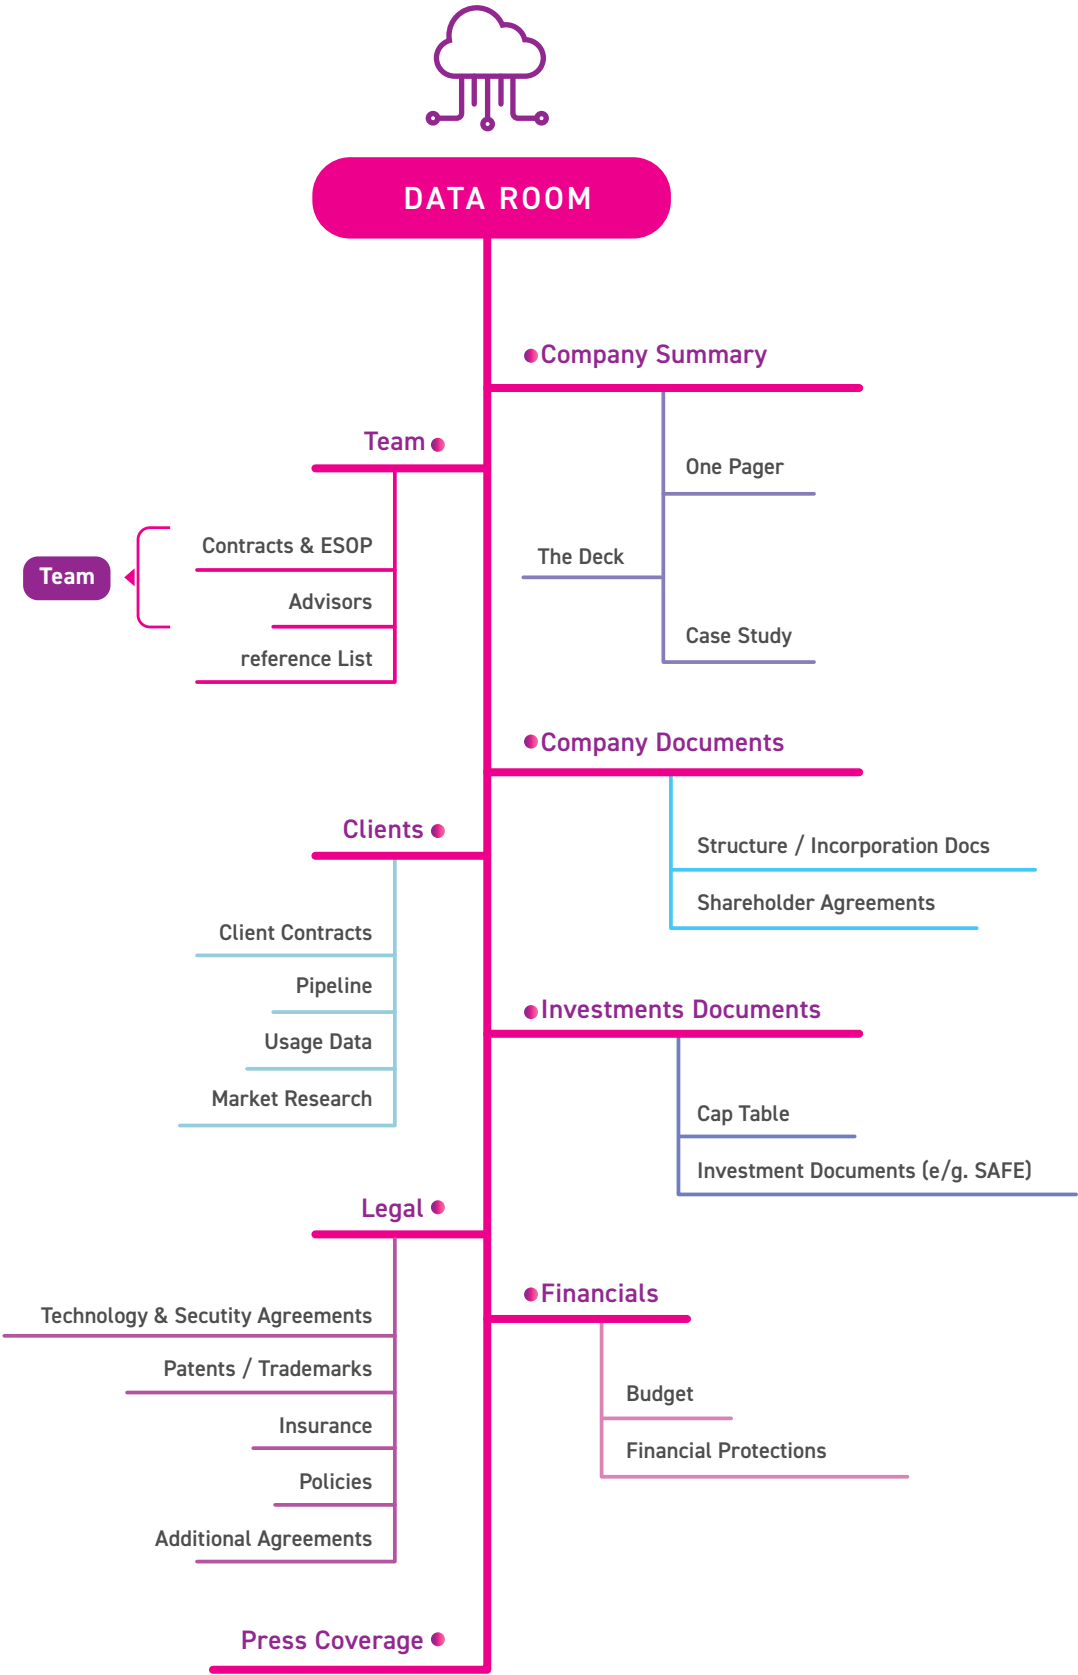 DATA ROOM
Company Summary
One Pager
The Deck
Case Study
Team
Contracts & ESOP
Team
Advisors
reference List
Company Documents
Structure / Incorporation Docs
Shareholder Agreements
Clients
Client Contracts
Pipeline
Usage Data
Market Research
Investments Documents
Cap Table
Investment Documents (e/g. SAFE)
Legal
Technology & Secutity Agreements
Patents / Trademarks
Insurance
Policies
Additional Agreements
Financials
Budget
Financial Protections
Press Coverage